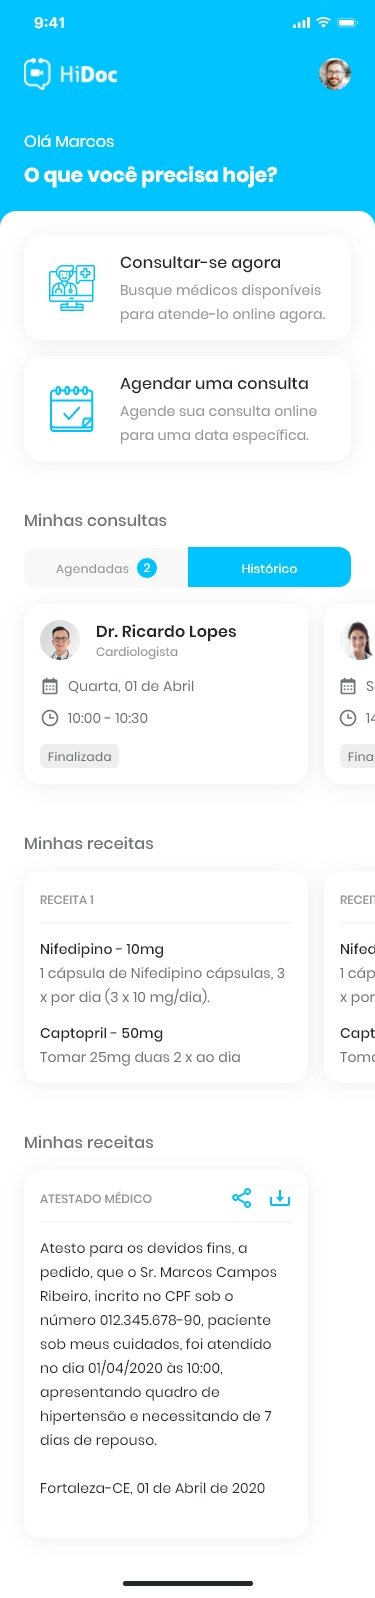 9:41
HiDoc
Olá Marcos
O que você precisa hoje?
Consultar-se agora
Busque médicos disponíveis
para atende-lo online agora.
Agendar uma consulta
Agende sua consulta online
para uma data específica.
Minhas consultas
Agendadas 2
Histórico
Dr. Ricardo Lopes
Cardiologista
Quarta, 01 de Abril
10:00 - 10:30
Finalizada
S
14
Fina
Minhas receitas
RECEITA 1
Nifedipino - 10mg
1 cápsula de Nifedipino cápsulas, 3
x por dia (3 x 10 mg/dia).
Captopril - 50mg
Tomar 25mg duas 2 x ao dia
RECEI
Nifed
1 cáp
x por
Capt
Toma
Minhas receitas
ATESTADO MÉDICO
Atesto para os devidos fins, a
pedido, que o Sr. Marcos Campos
Ribeiro, incrito no CPF sob o
número 012.345.678-90, paciente
sob meus cuidados, foi atendido
no dia 01/04/2020 às 10:00,
apresentando quadro de
hipertensão e necessitando de 7
dias de repouso.
Fortaleza-CE, 01 de Abril de 2020